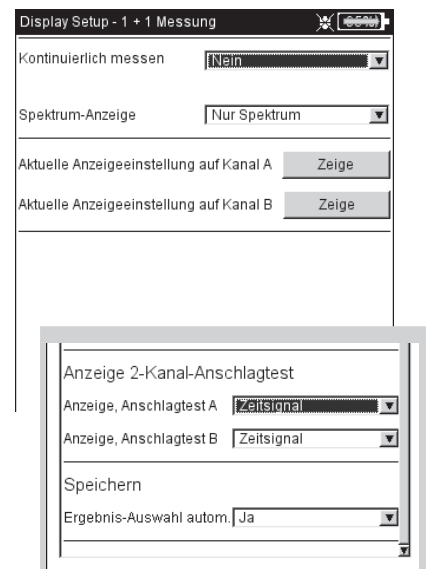 Display Setup - 1 + 1 Messung
Kontinuierlich messen Nein
Spektrum-Anzeige Nur Spektrum
Aktuelle Anzeigeeinstellung auf Kanal A Zeige
Aktuelle Anzeigeeinstellung auf Kanal B Zeige
Anzeige 2-Kanal-Anschlagtest
Anzeige, Anschlagtest A Zeitsignal
Anzeige, Anschlagtest B Zeitsignal
Speichern
Ergebnis-Auswahl autom. Ja